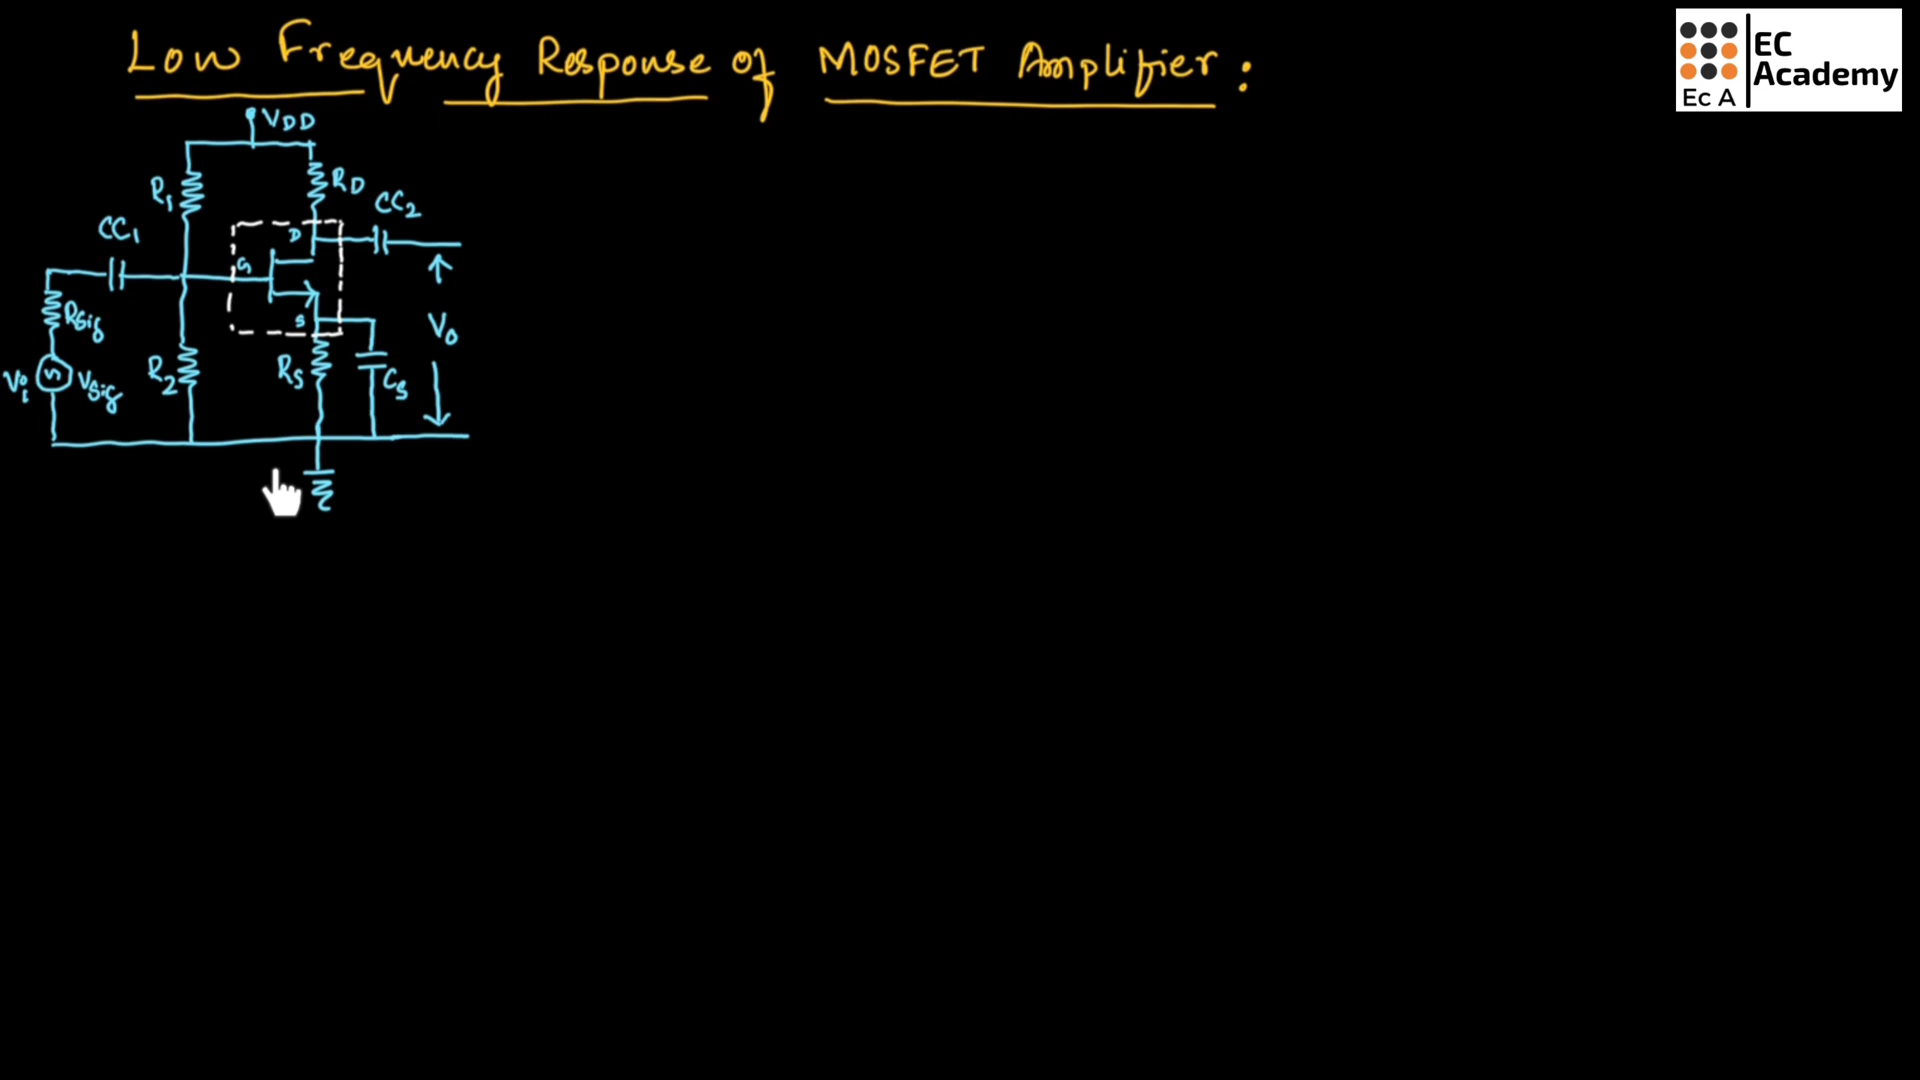 Low Frequency Response of MOSFET Amplifier :
EC
Academy
Ec A
VDD
R1
RD
CC2
CC1
D
G
Rsig
S
Vo
Vi
Vsig
R2
RS
CS